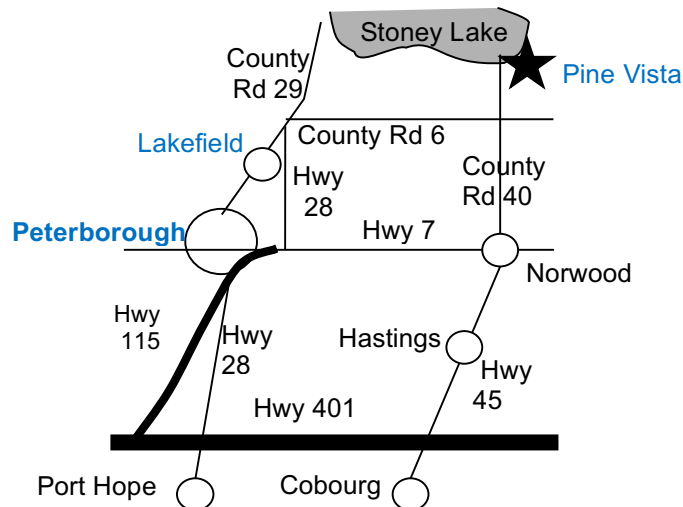 Stoney Lake
County
Rd 29
Pine Vista
County Rd 6
Lakefield
Hwy
28
County
Rd 40
Peterborough
Hwy 7
Norwood
Hwy
115
Hwy
28
Hastings
Hwy
45
Hwy 401
Port Hope
Cobourg